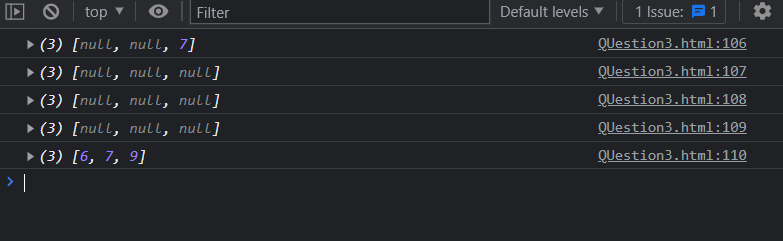 top ▼ Filter Default levels ▼ 1 Issue: 1
▶ (3) [null, null, 7] QUestion3.html:106
▶ (3) [null, null, null] QUestion3.html:107
▶ (3) [null, null, null] QUestion3.html:108
▶ (3) [null, null, null] QUestion3.html:109
▶ (3) [6, 7, 9] QUestion3.html:110
>